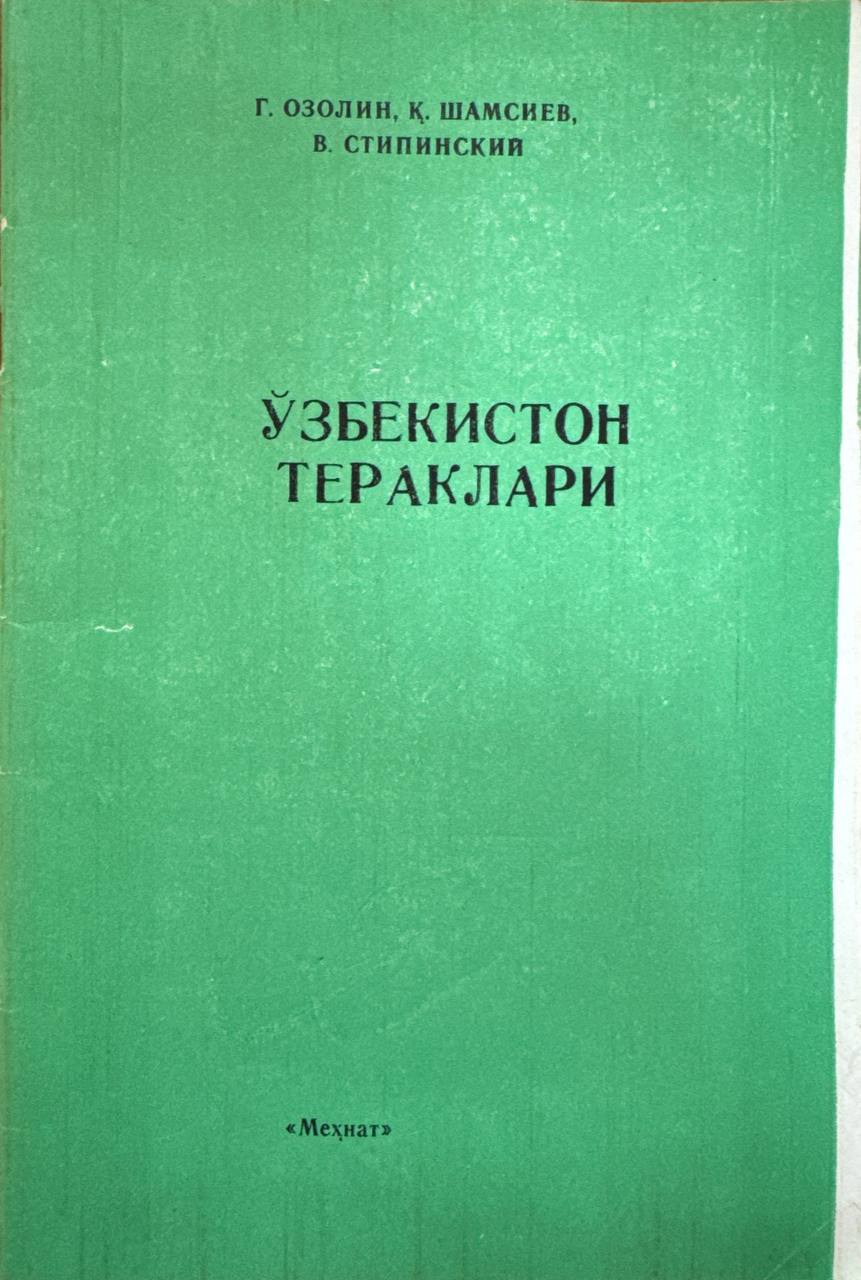 Г. ОЗОЛИН, Қ. ШАМСИЕВ,
В. СТИПИНСКИЙ
ЎЗБЕКИСТОН
ТЕРАКЛАРИ
«Меҳнат»